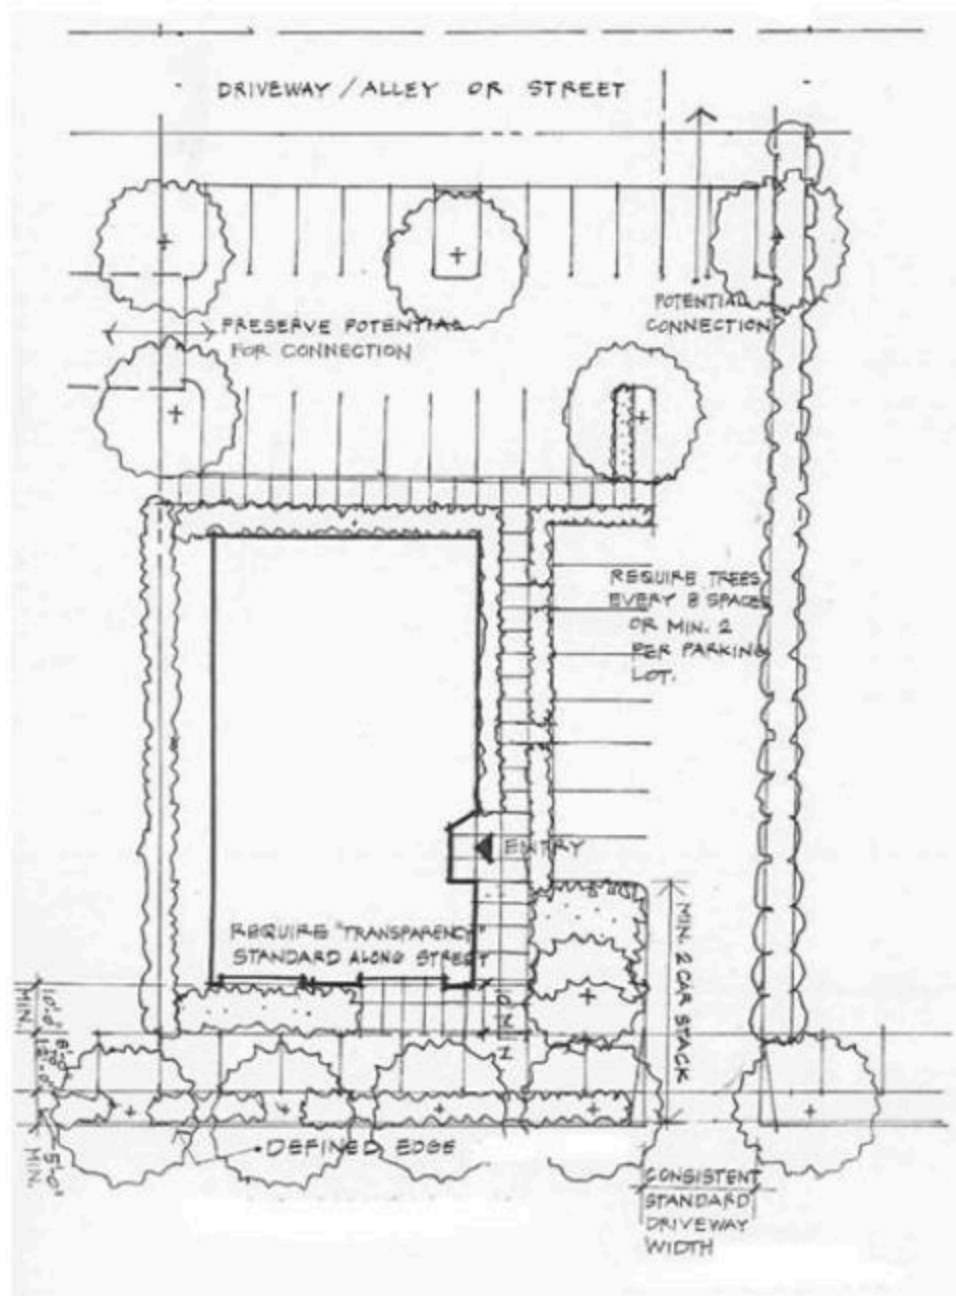 DRIVEWAY / ALLEY OR STREET
POTENTIAL
CONNECTION
PRESERVE POTENTIAL
FOR CONNECTION
REQUIRE TREES
EVERY 8 SPACES
OR MIN. 2
PER PARKING
LOT.
ENTRY
REQUIRE "TRANSPARENCY"
STANDARD ALONG STREET
MIN. 2 CAR STACK
10'-0"
MIN.
5'-0"
MIN.
• DEFINED EDGE
CONSISTENT
STANDARD
DRIVEWAY
WIDTH